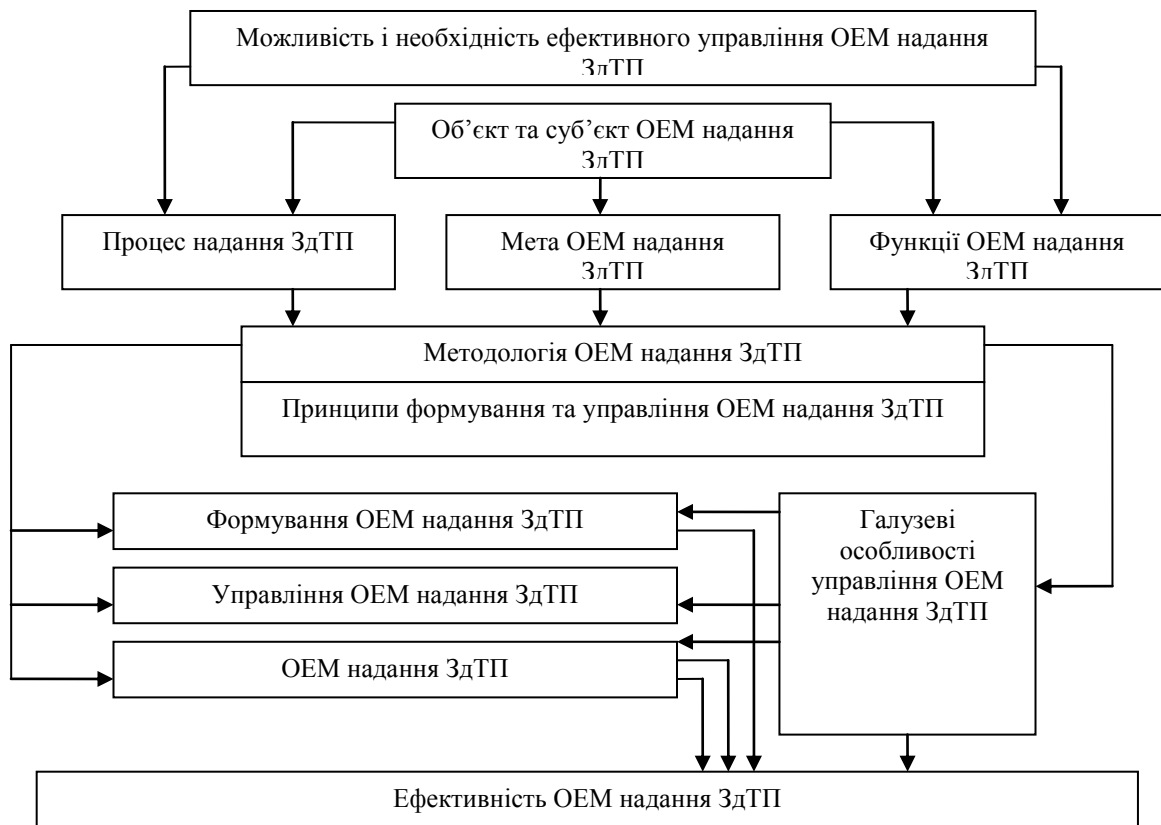 Можливість і необхідність ефективного управління ОЕМ надання
ЗдТП
Об’єкт та суб’єкт ОЕМ надання
ЗдТП
Процес надання ЗдТП
Мета ОЕМ надання
ЗдТП
Функції ОЕМ надання
ЗдТП
Методологія ОЕМ надання ЗдТП
Принципи формування та управління ОЕМ надання ЗдТП
Формування ОЕМ надання ЗдТП
Управління ОЕМ надання ЗдТП
ОЕМ надання ЗдТП
Галузеві
особливості
управління ОЕМ
надання ЗдТП
Ефективність ОЕМ надання ЗдТП